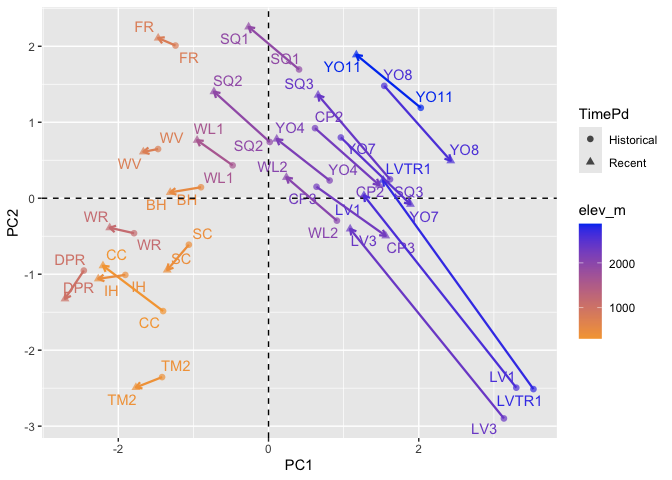 FR
SQ1
FR
SQ1
YO11
YO8
SQ2
SQ3
YO11
CP2
WL1
YO4
SQ2
YO7
YO8
WV
WV
WL2
YO4
LVTR1
WL1
BH
BH
CP3
CP2
SQ3
LV1
YO7
WR
WR
SC
WL2
LV3
CP3
DPR
CC
SC
DPR
IH
IH
CC
TM2
TM2
LV1
LVTR1
LV3
2
1
0
-1
-2
-3
PC2
-2
0
2
PC1
TimePd
Historical
Recent
elev_m
2000
1000